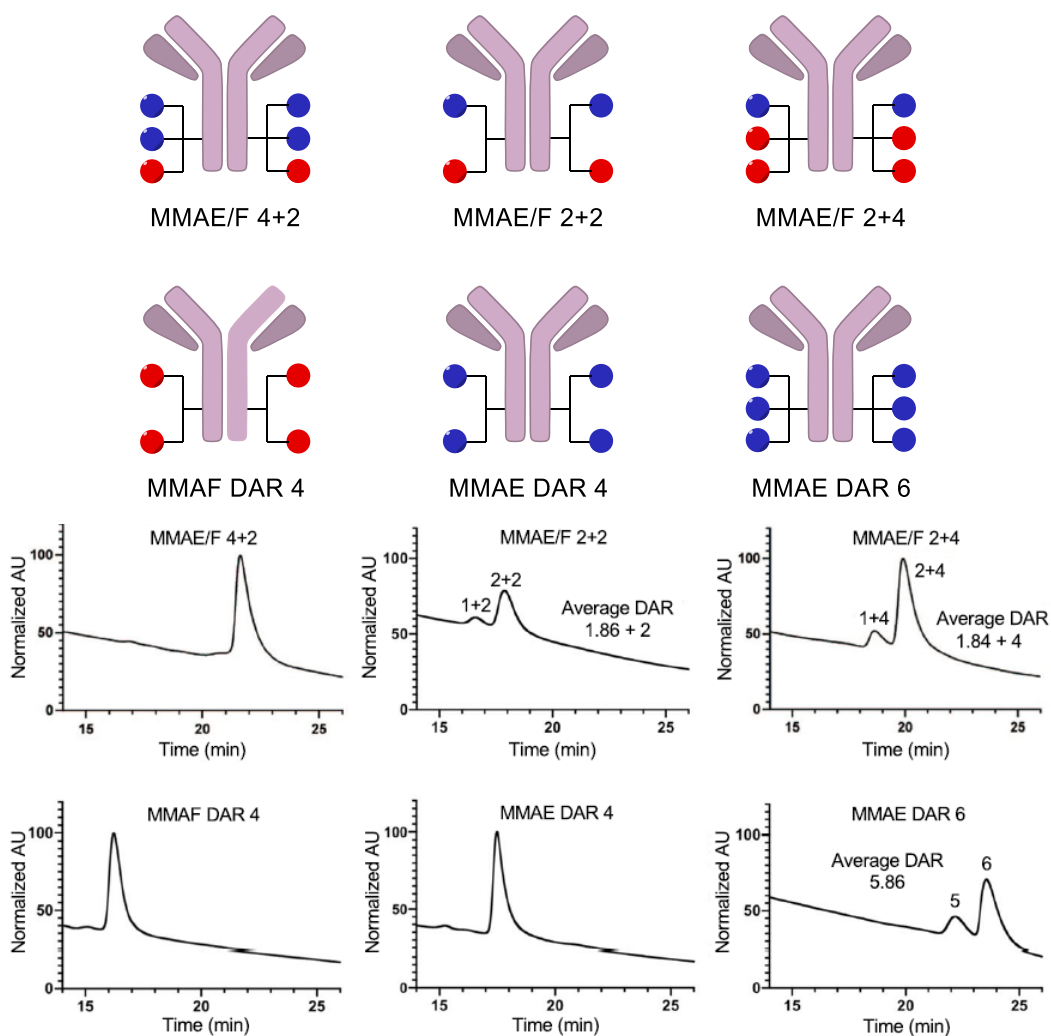 MMAE/F 4+2
MMAE/F 2+2
MMAE/F 2+4
MMAF DAR 4
MMAE DAR 4
MMAE DAR 6
MMAE/F 4+2
Normalized AU
100
50
0
15
20
25
Time (min)
MMAE/F 2+2
Normalized AU
100
50
0
1+2
2+2
Average DAR
1.86 + 2
15
20
25
Time (min)
MMAE/F 2+4
Normalized AU
100
50
0
1+4
2+4
Average DAR
1.84 + 4
15
20
25
Time (min)
MMAF DAR 4
Normalized AU
100
50
0
15
20
25
Time (min)
MMAE DAR 4
Normalized AU
100
50
0
15
20
25
Time (min)
MMAE DAR 6
Normalized AU
100
50
0
Average DAR
5.86
5
6
15
20
25
Time (min)